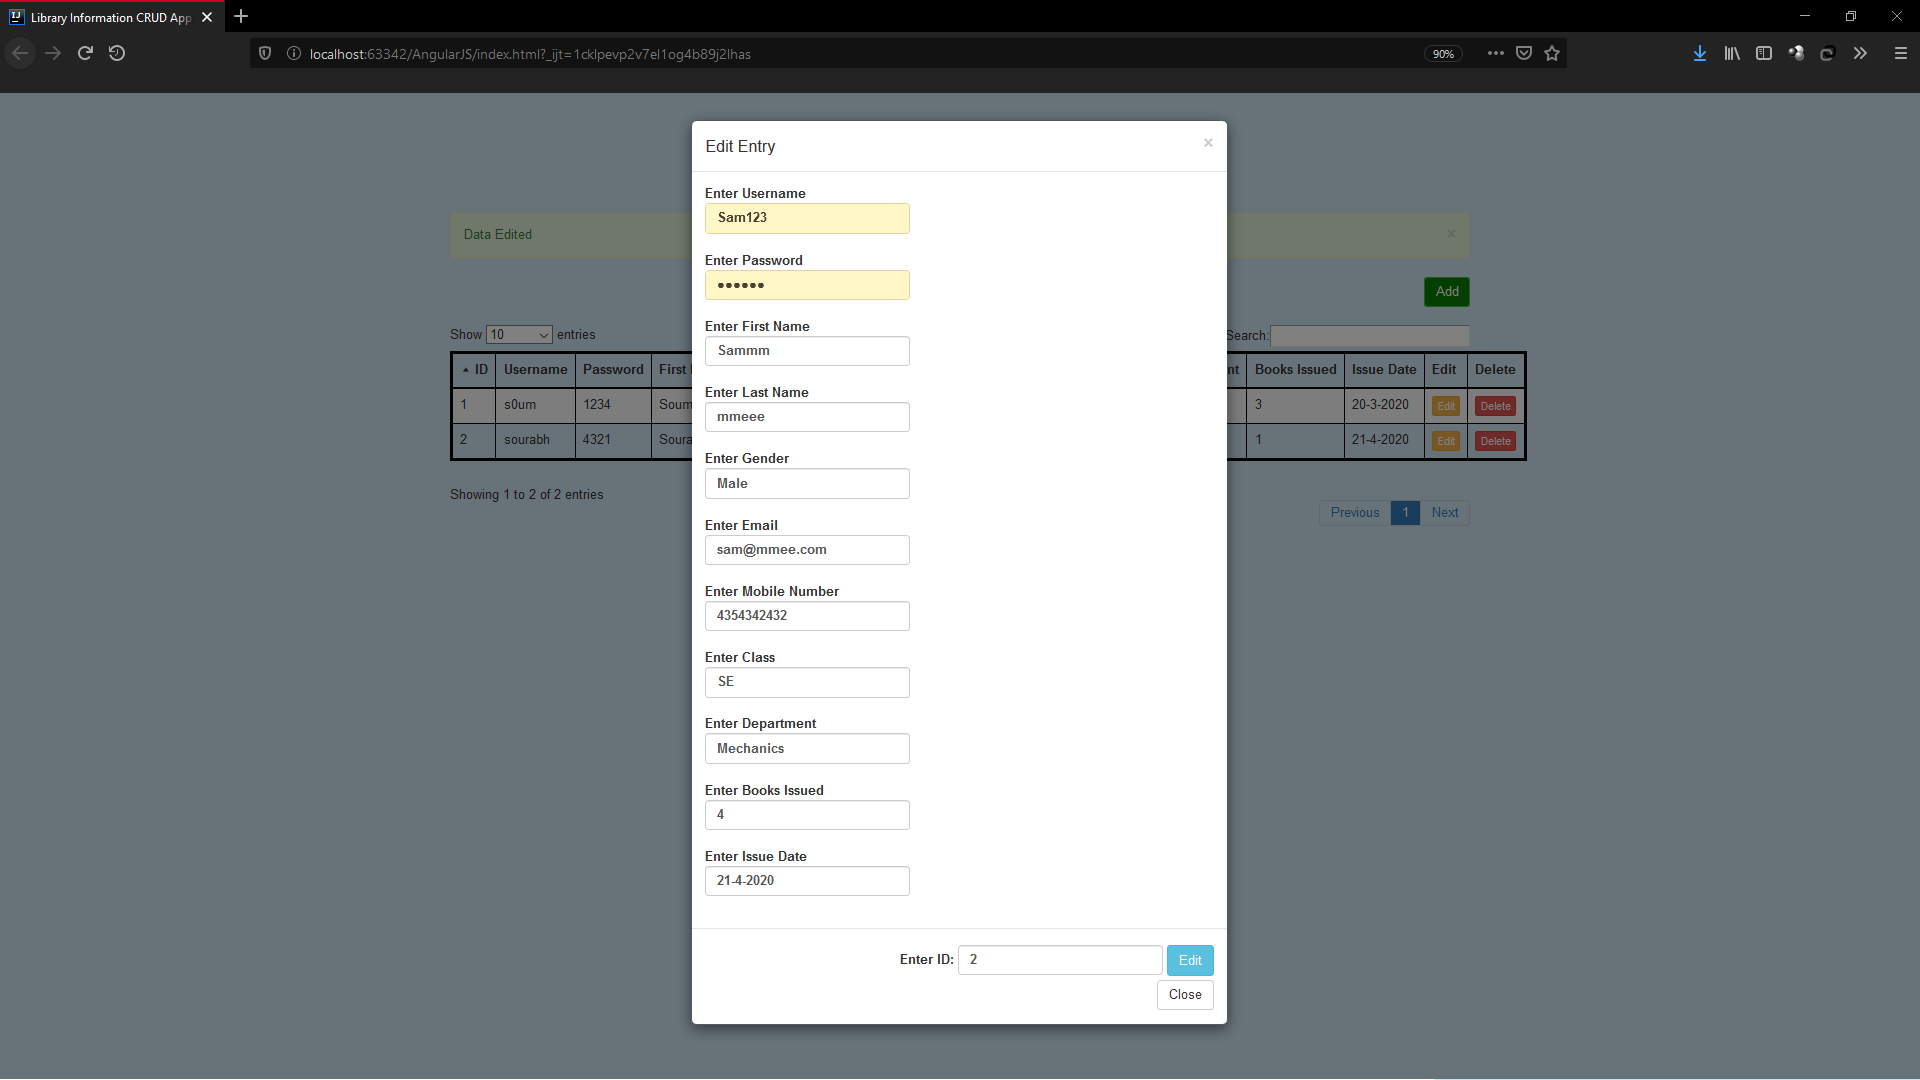 Library Information CRUD App
localhost:63342/AngularJS/index.html?_ijt=1cklpevp2v7el1og4b89j2lhas
90%
Edit Entry ×
Enter Username
Sam123
Enter Password
••••••
Enter First Name
Sammm
Enter Last Name
mmeee
Enter Gender
Male
Enter Email
sam@mmee.com
Enter Mobile Number
4354342432
Enter Class
SE
Enter Department
Mechanics
Enter Books Issued
4
Enter Issue Date
21-4-2020
Enter ID: 2 Edit
Close
Data Edited ×
Add
Show 10 entries Search:
ID Username Password First nt Books Issued Issue Date Edit Delete
1 s0um 1234 Soum 3 20-3-2020 Edit Delete
2 sourabh 4321 Soura 1 21-4-2020 Edit Delete
Showing 1 to 2 of 2 entries
Previous 1 Next